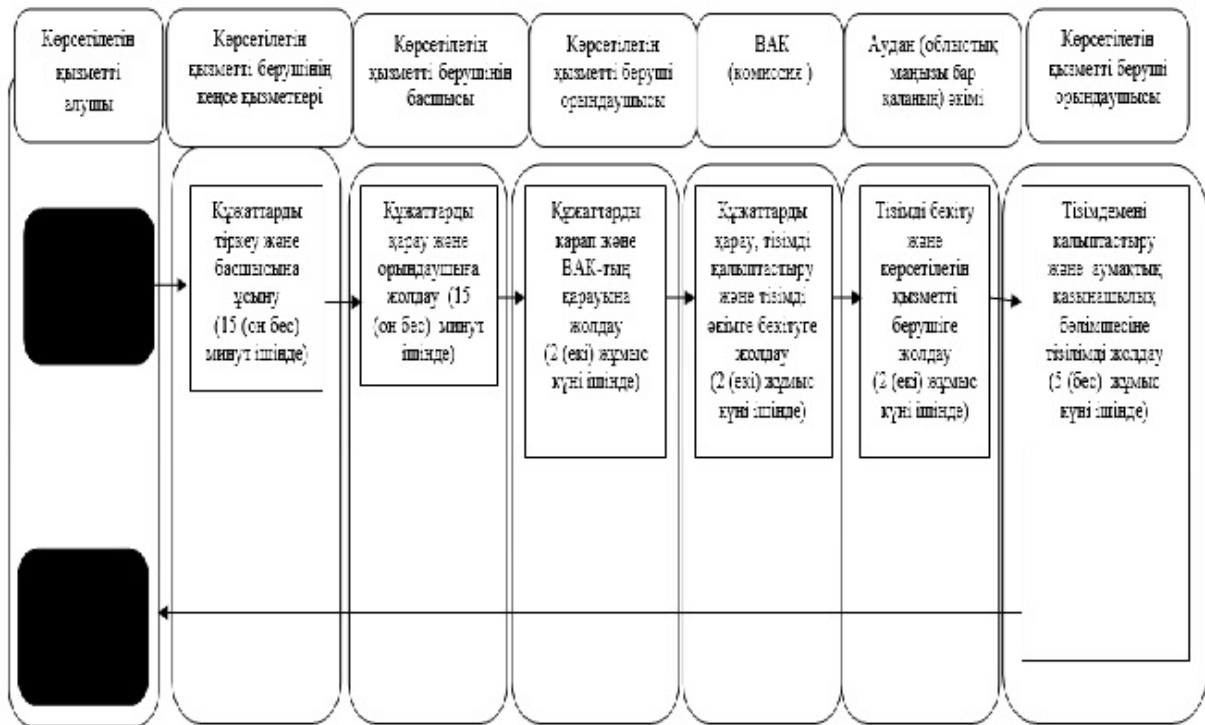 Көрсетілетін
қызметті
алушы
Көрсетілетін
қызметті берушінің
кеңсе қызметкері
Көрсетілетін
қызметті берушінің
басшысы
Көрсетілетін
қызметті беруші
орындаушысы
ВАК
(комиссия )
Аудан (облыстық
маңызы бар
қаланың) әкімі
Көрсетілетін
қызметті беруші
орындаушысы
Құжаттарды
тіркеу және
басшысына
ұсыну
(15 (он бес)
минут ішінде)
Құжаттарды
қарау және
орындаушыға
жолдау (15
(он бес) минут
ішінде)
Құжаттарды
қарап және
ВАК-тың
қарауына
жолдау
(2 (екі) жұмыс
күні ішінде)
Құжаттарды
қарау, тізімді
қалыптастыру
және тізімді
әкімге бекітуге
жолдау
(2 (екі) жұмыс
күні ішінде)
Тізімді бекіту
және
көрсетілетін
қызметті
берушіге
жолдау
(2 (екі) жұмыс
күні ішінде)
Тізімдемені
қалыптастыру
және аумақтық
қазынашылық
бөлімшесіне
тізілімді жолдау
(5 (бес) жұмыс
күні ішінде)